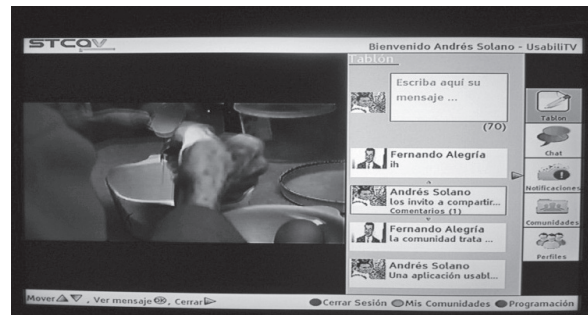 STCAV
Bienvenido Andrés Solano - UsabiliTV
Tablón
Escriba aquí su
mensaje ...
(70)
Fernando Alegría
ih
Andrés Solano
los invito a compartir...
Comentarios (1)
Fernando Alegría
la comunidad trata ...
Andrés Solano
Una aplicación usabl...
Tablon
Chat
Notificaciones
Comunidades
Perfiles
Mover , Ver mensaje OK , Cerrar
Cerrar Sesión Mis Comunidades Programación